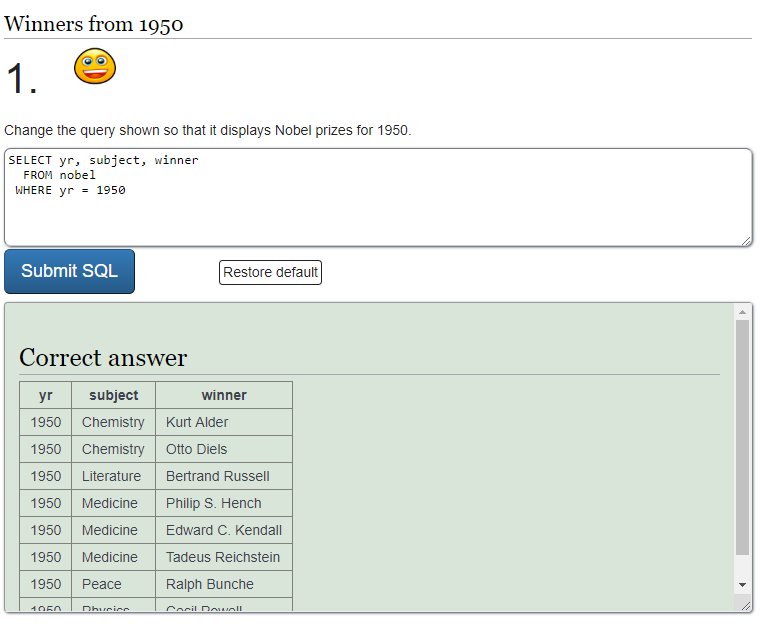 Winners from 1950
1.
Change the query shown so that it displays Nobel prizes for 1950.
SELECT yr, subject, winner
FROM nobel
WHERE yr = 1950
Submit SQL
Restore default
Correct answer
yr subject winner
1950 Chemistry Kurt Alder
1950 Chemistry Otto Diels
1950 Literature Bertrand Russell
1950 Medicine Philip S. Hench
1950 Medicine Edward C. Kendall
1950 Medicine Tadeus Reichstein
1950 Peace Ralph Bunche
1950 Physics Cecil Powell